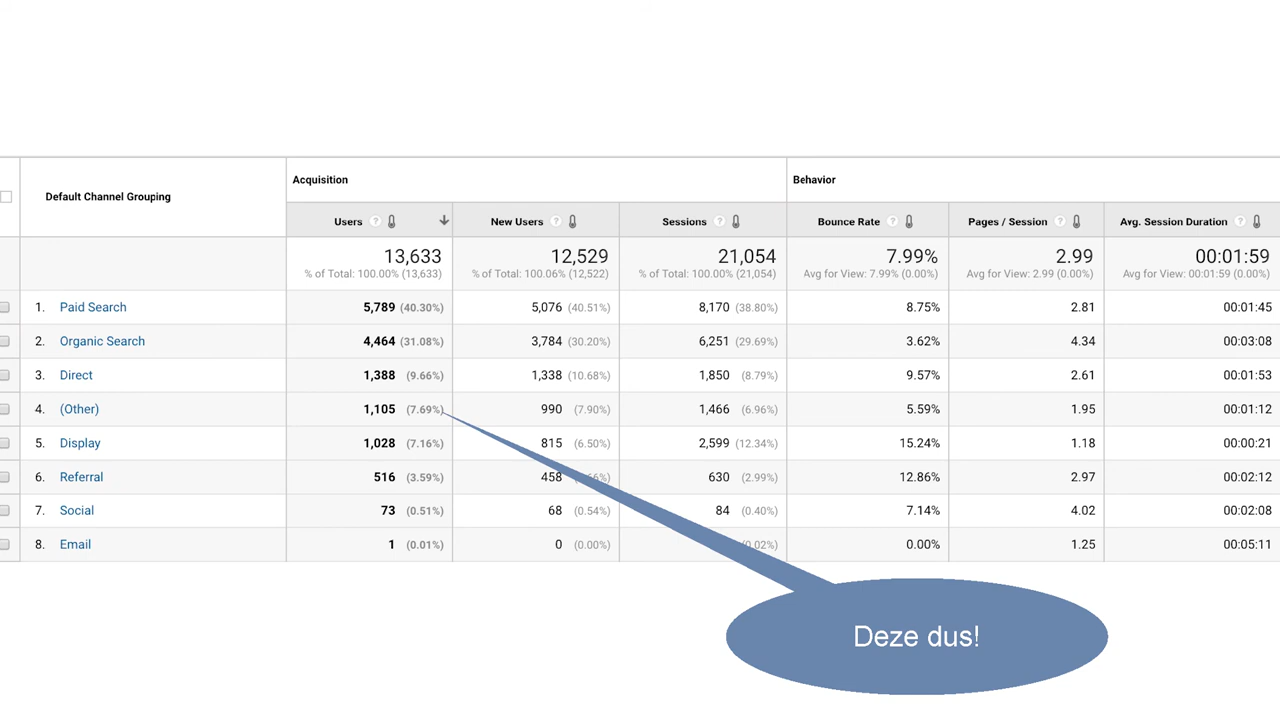 Default Channel Grouping
Acquisition
Behavior
Users ? New Users ? Sessions ? Bounce Rate ? Pages / Session ? Avg. Session Duration ?
13,633 12,529 21,054 7.99% 2.99 00:01:59
% of Total: 100.00% (13,633) % of Total: 100.06% (12,522) % of Total: 100.00% (21,054) Avg for View: 7.99% (0.00%) Avg for View: 2.99 (0.00%) Avg for View: 00:01:59 (0.00%)
1. Paid Search 5,789 (40.30%) 5,076 (40.51%) 8,170 (38.80%) 8.75% 2.81 00:01:45
2. Organic Search 4,464 (31.08%) 3,784 (30.20%) 6,251 (29.69%) 3.62% 4.34 00:03:08
3. Direct 1,388 (9.66%) 1,338 (10.68%) 1,850 (8.79%) 9.57% 2.61 00:01:53
4. (Other) 1,105 (7.69%) 990 (7.90%) 1,466 (6.96%) 5.59% 1.95 00:01:12
5. Display 1,028 (7.16%) 815 (6.50%) 2,599 (12.34%) 15.24% 1.18 00:00:21
6. Referral 516 (3.59%) 458 630 (2.99%) 12.86% 2.97 00:02:12
7. Social 73 (0.51%) 68 (0.54%) 84 (0.40%) 7.14% 4.02 00:02:08
8. Email 1 (0.01%) 0 (0.00%) 0.00% 1.25 00:05:11
Deze dus!